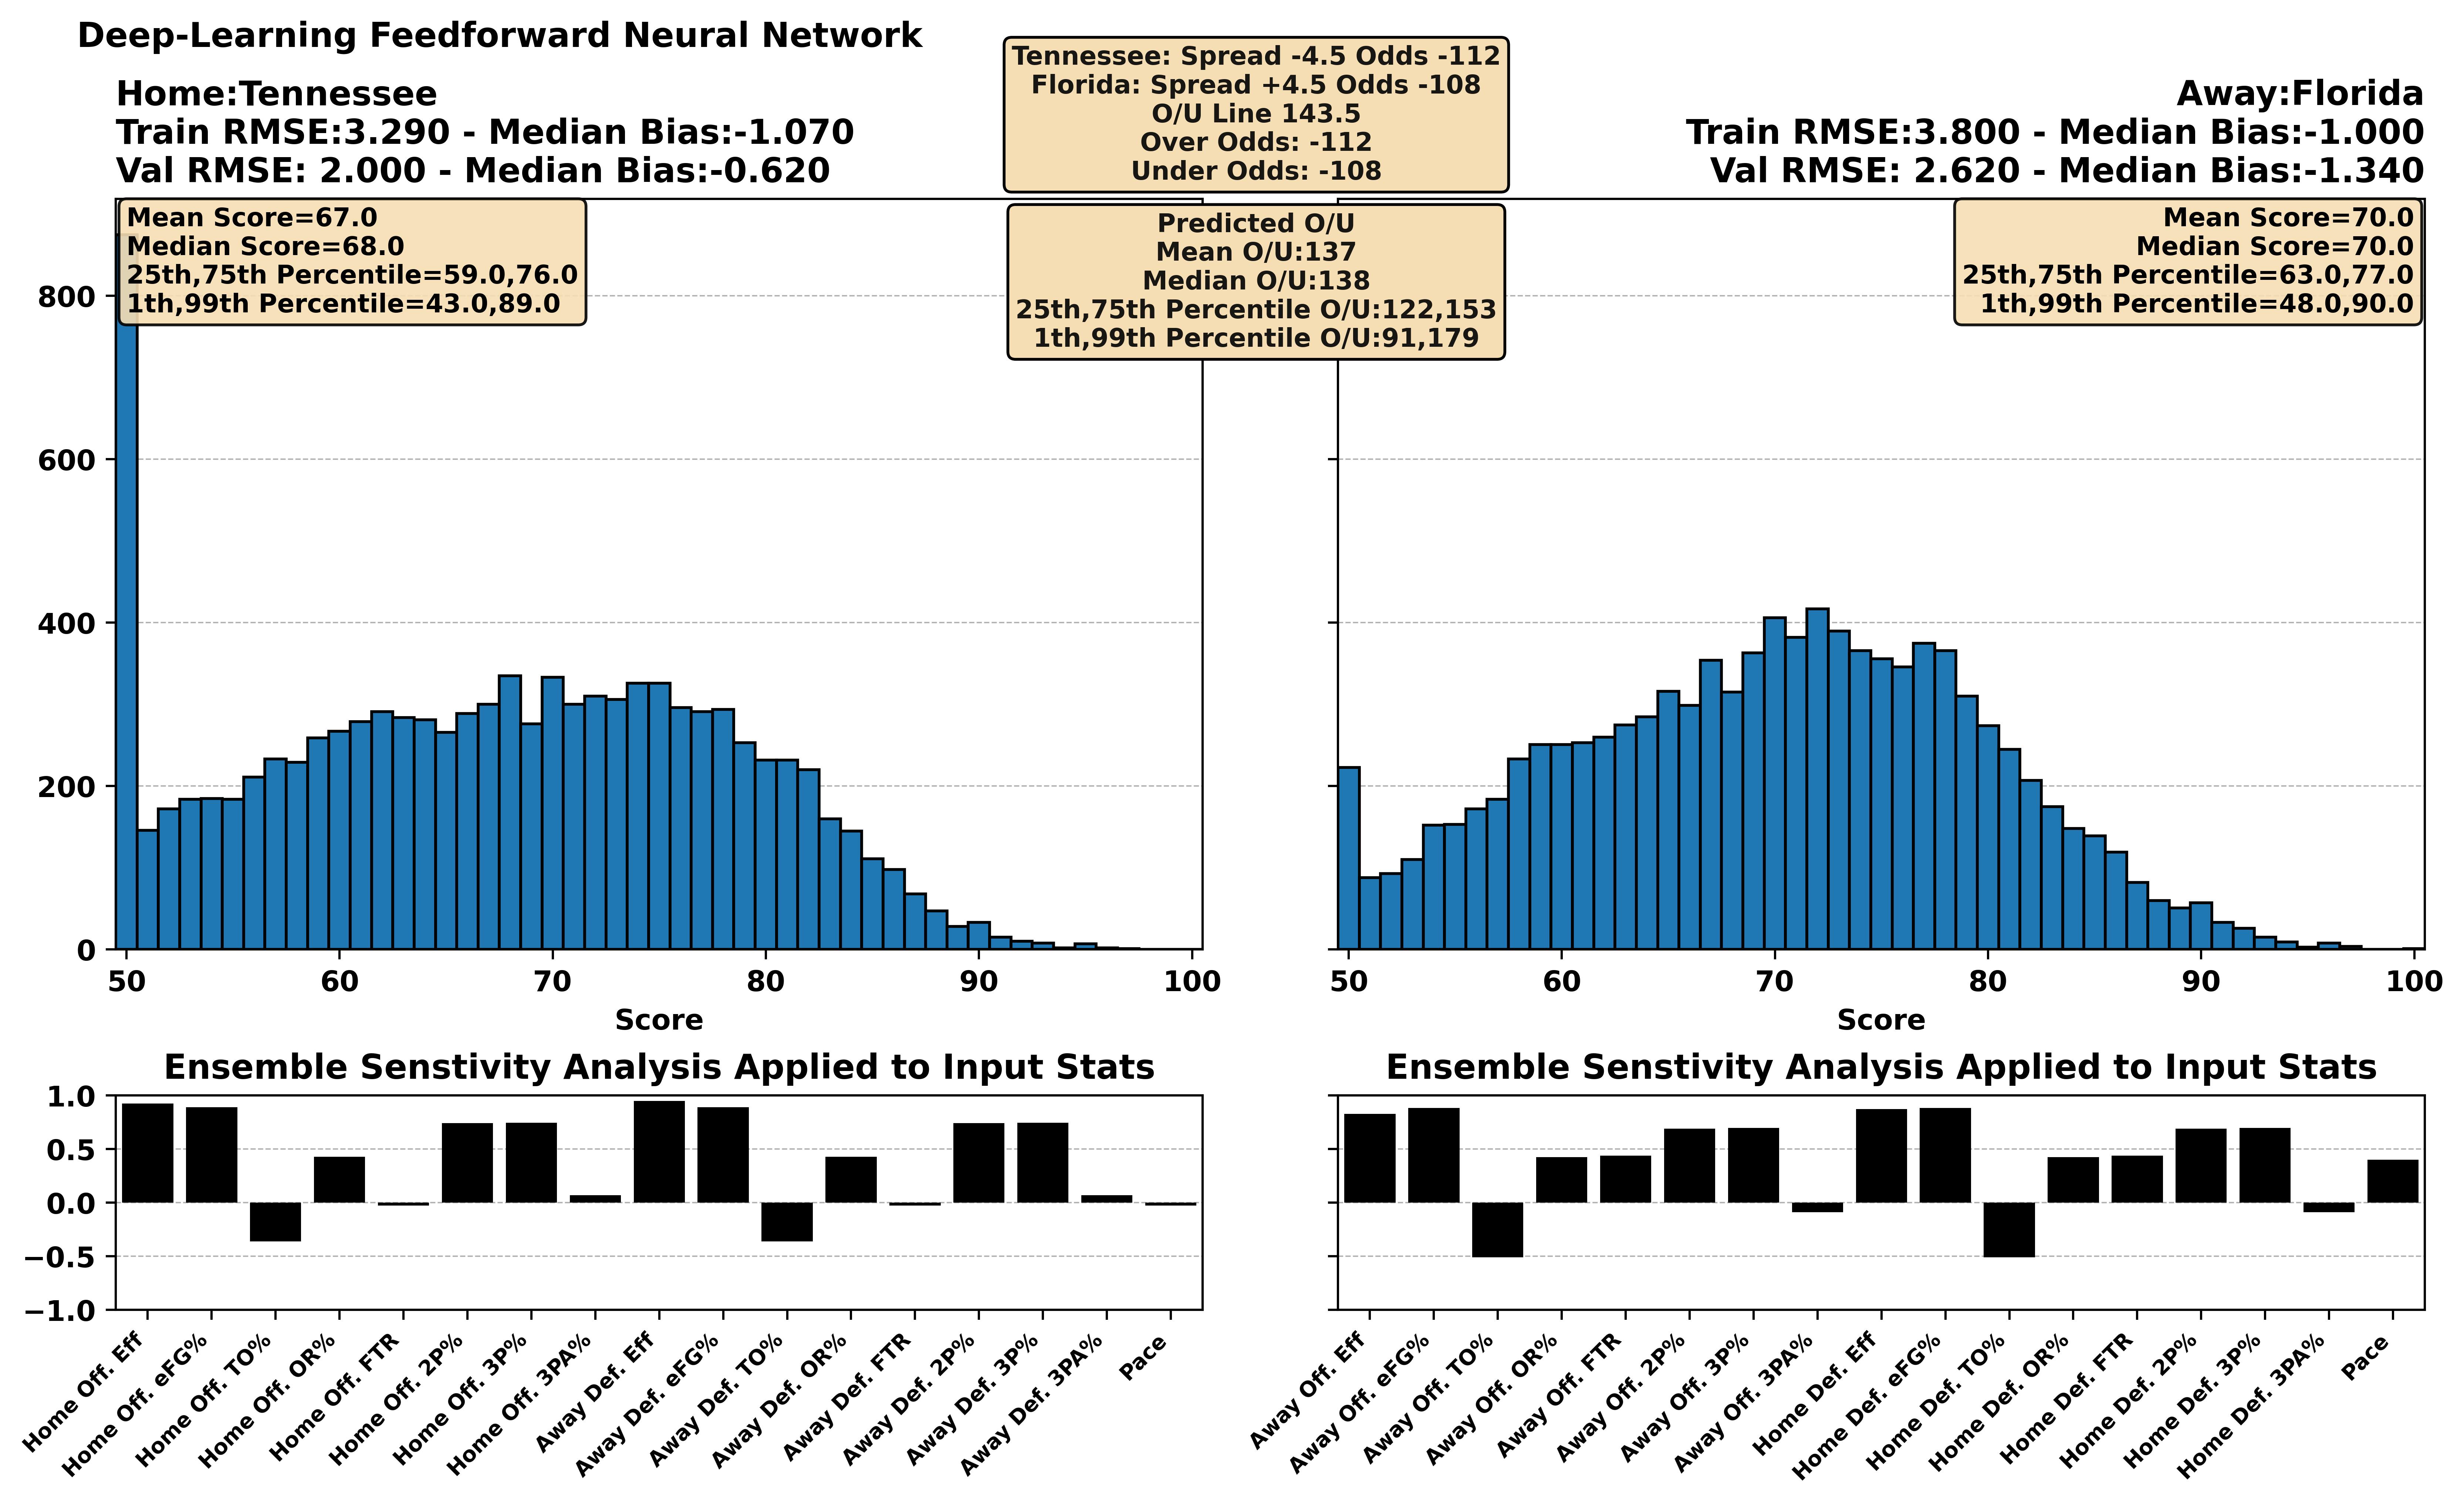 Deep-Learning Feedforward Neural Network
Home:Tennessee
Train RMSE:3.290 - Median Bias:-1.070
Val RMSE: 2.000 - Median Bias:-0.620
Tennessee: Spread -4.5 Odds -112
Florida: Spread +4.5 Odds -108
O/U Line 143.5
Over Odds: -112
Under Odds: -108
Away:Florida
Train RMSE:3.800 - Median Bias:-1.000
Val RMSE: 2.620 - Median Bias:-1.340
Mean Score=67.0
Median Score=68.0
25th,75th Percentile=59.0,76.0
1th,99th Percentile=43.0,89.0
Predicted O/U
Mean O/U:137
Median O/U:138
25th,75th Percentile O/U:122,153
1th,99th Percentile O/U:91,179
Mean Score=70.0
Median Score=70.0
25th,75th Percentile=63.0,77.0
1th,99th Percentile=48.0,90.0
800
600
400
200
0
50 60 70 80 90 100
Score
50 60 70 80 90 100
Score
Ensemble Senstivity Analysis Applied to Input Stats
1.0
0.5
0.0
−0.5
−1.0
Home Off. Eff
Home Off. eFG%
Home Off. TO%
Home Off. OR%
Home Off. FTR
Home Off. 2P%
Home Off. 3P%
Home Off. 3PA%
Away Def. Eff
Away Def. eFG%
Away Def. TO%
Away Def. OR%
Away Def. FTR
Away Def. 2P%
Away Def. 3P%
Away Def. 3PA%
Pace
Ensemble Senstivity Analysis Applied to Input Stats
Away Off. Eff
Away Off. eFG%
Away Off. TO%
Away Off. OR%
Away Off. FTR
Away Off. 2P%
Away Off. 3P%
Away Off. 3PA%
Home Def. Eff
Home Def. eFG%
Home Def. TO%
Home Def. OR%
Home Def. FTR
Home Def. 2P%
Home Def. 3P%
Home Def. 3PA%
Pace